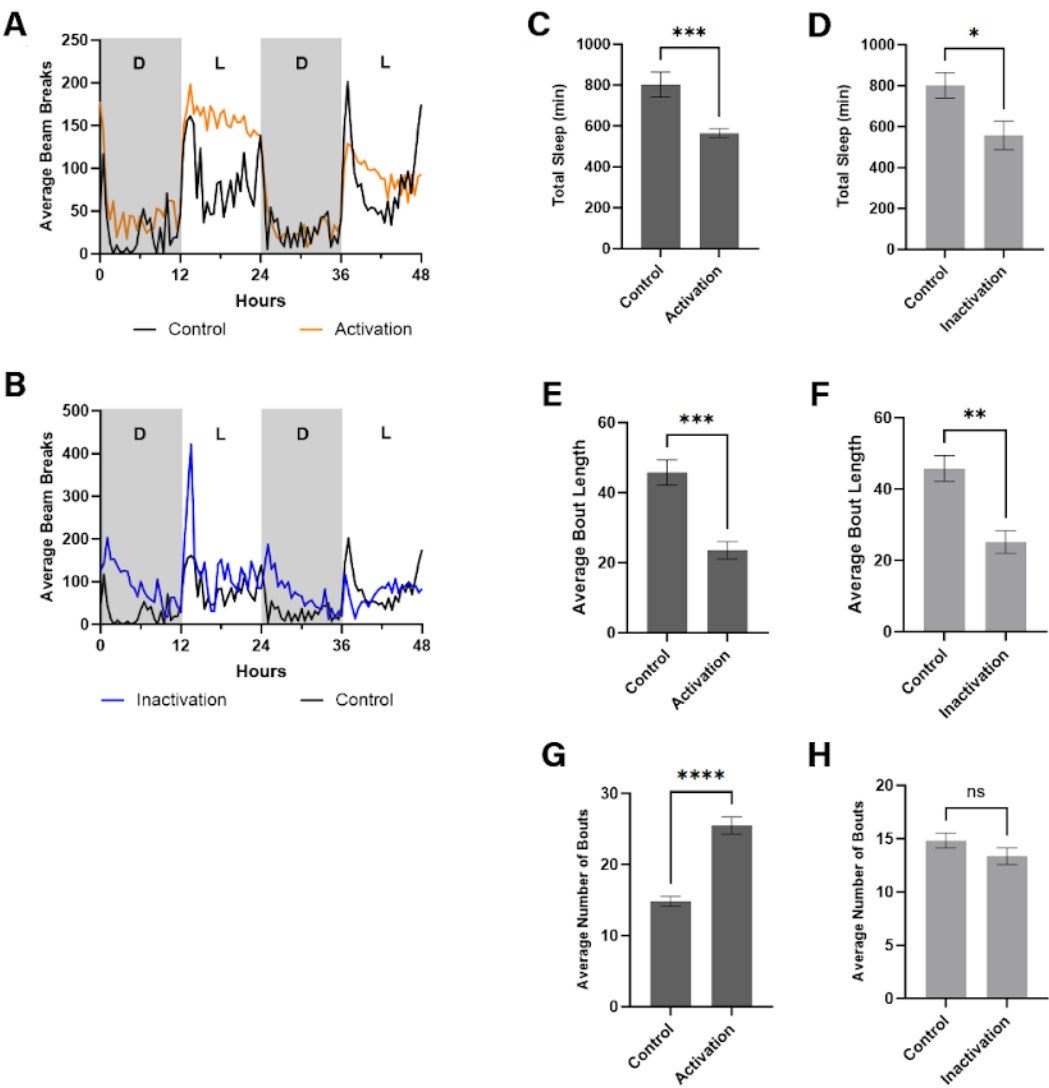 A
250
200
150
100
50
0
Average Beam Breaks
D L D L
0 12 24 36 48
Hours
Control Activation
B
500
400
300
200
100
0
Average Beam Breaks
D L D L
0 12 24 36 48
Hours
Inactivation Control
C
***
1000
800
600
400
200
0
Total Sleep (min)
Control Activation
D
*
1000
800
600
400
200
0
Total Sleep (min)
Control Inactivation
E
***
60
40
20
0
Average Bout Length
Control Activation
F
**
60
40
20
0
Average Bout Length
Control Inactivation
G
****
30
20
10
0
Average Number of Bouts
Control Activation
H
ns
20
15
10
5
0
Average Number of Bouts
Control Inactivation